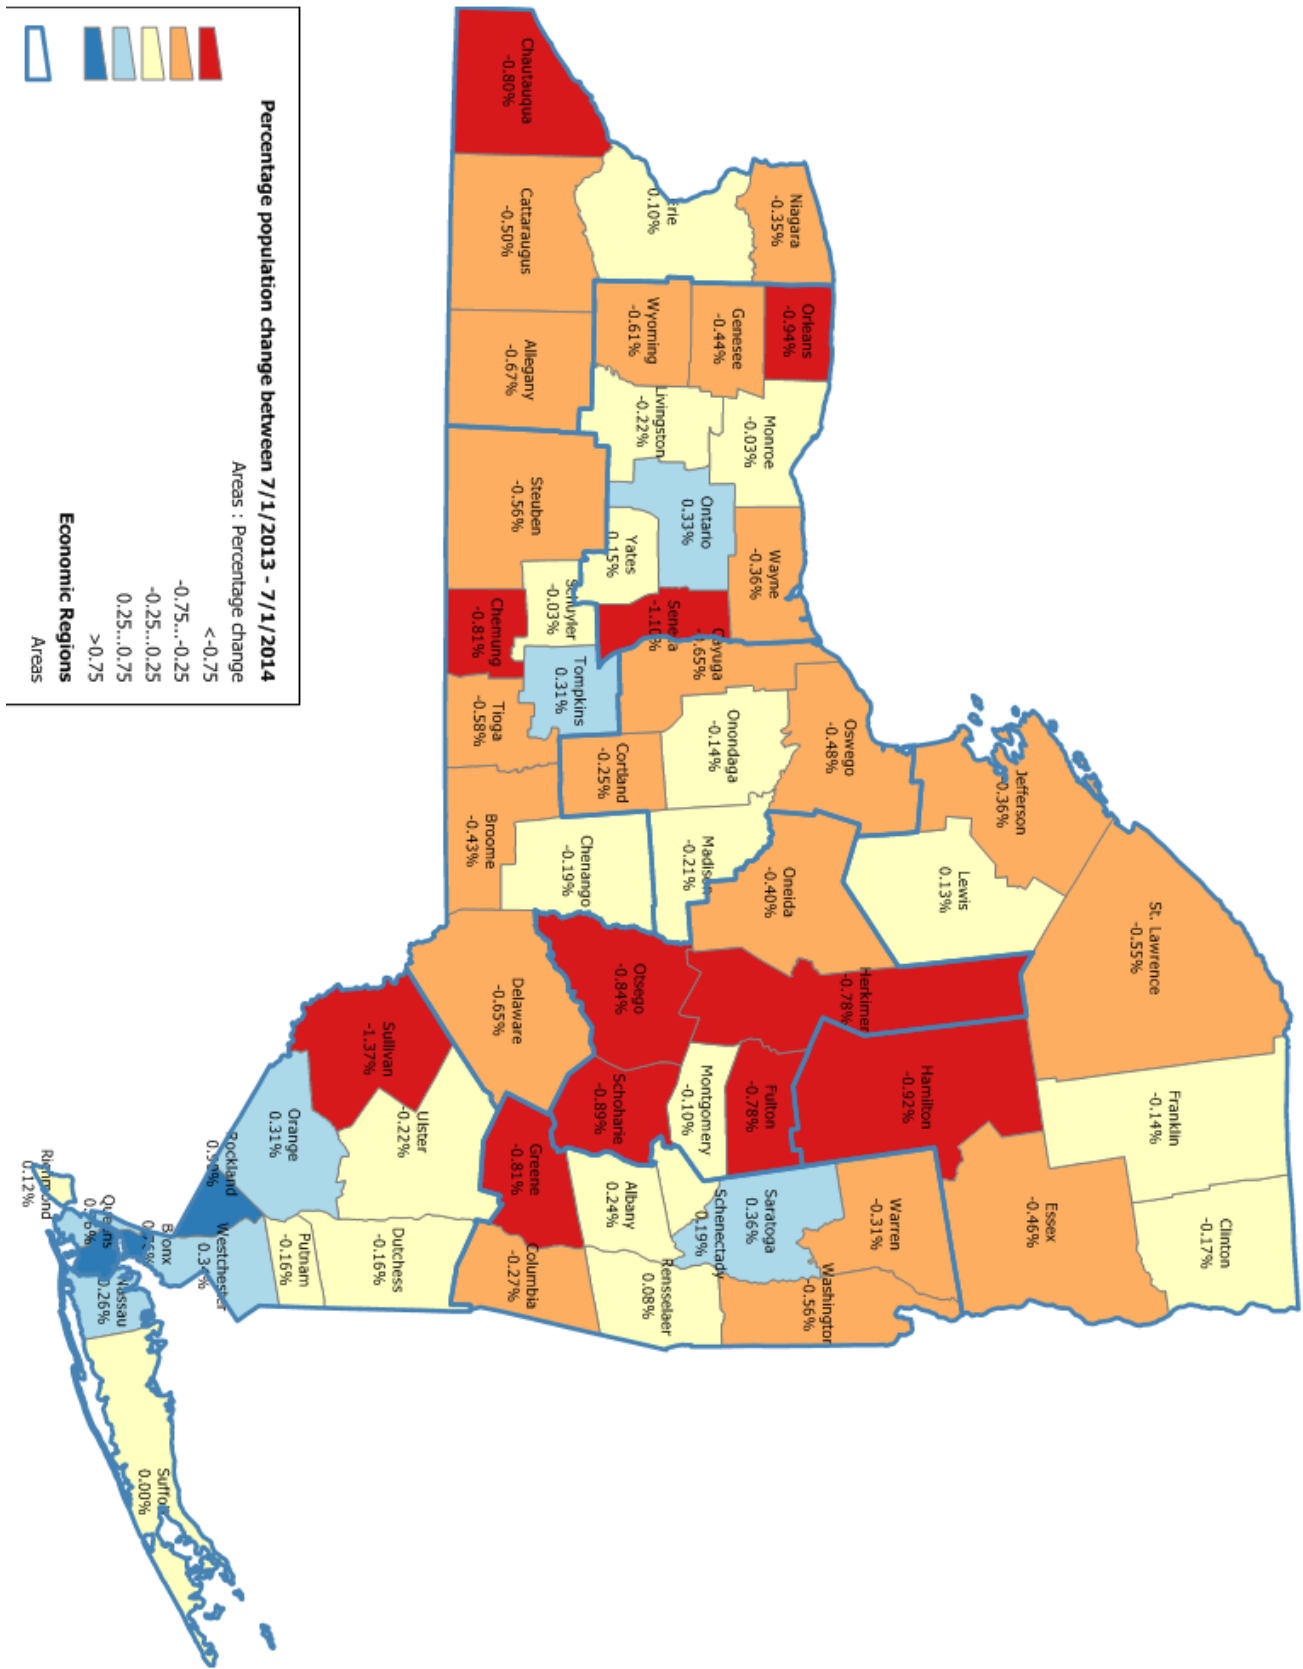 St. Lawrence
-0.55%
Franklin
-0.14%
Clinton
-0.17%
Jefferson
-0.36%
Lewis
0.13%
Essex
-0.46%
Hamilton
-0.92%
Herkimer
-0.78%
Warren
-0.31%
Washington
-0.56%
Oswego
-0.48%
Oneida
-0.40%
Niagara
-0.35%
Orleans
-0.94%
Monroe
-0.03%
Wayne
-0.36%
Fulton
-0.78%
Saratoga
0.36%
Genesee
-0.44%
Ontario
0.33%
Seneca
Cayuga
Onondaga
-0.14%
Madison
-0.21%
Montgomery
-0.10%
Schenectady
0.19%
Erie
0.10%
Wyoming
-0.61%
Livingston
-0.22%
Yates
0.15%
Otsego
-0.84%
Schoharie
-0.89%
Albany
0.24%
Rensselaer
0.08%
Cortland
-0.25%
Chenango
-0.19%
Schuyler
-0.03%
Tompkins
0.31%
Chautauqua
-0.80%
Cattaraugus
-0.50%
Allegany
-0.67%
Steuben
-0.56%
Chemung
-0.81%
Tioga
-0.58%
Broome
-0.43%
Delaware
-0.65%
Greene
-0.81%
Columbia
-0.27%
Sullivan
-1.37%
Ulster
-0.22%
Dutchess
-0.16%
Orange
0.31%
Putnam
-0.16%
Rockland
Westchester
Bronx
Queens
Nassau
0.26%
Suffolk
0.00%
Richmond
0.12%
Percentage population change between 7/1/2013 - 7/1/2014
Areas : Percentage change
<-0.75
-0.75...-0.25
-0.25...0.25
0.25...0.75
>0.75
Economic Regions
Areas